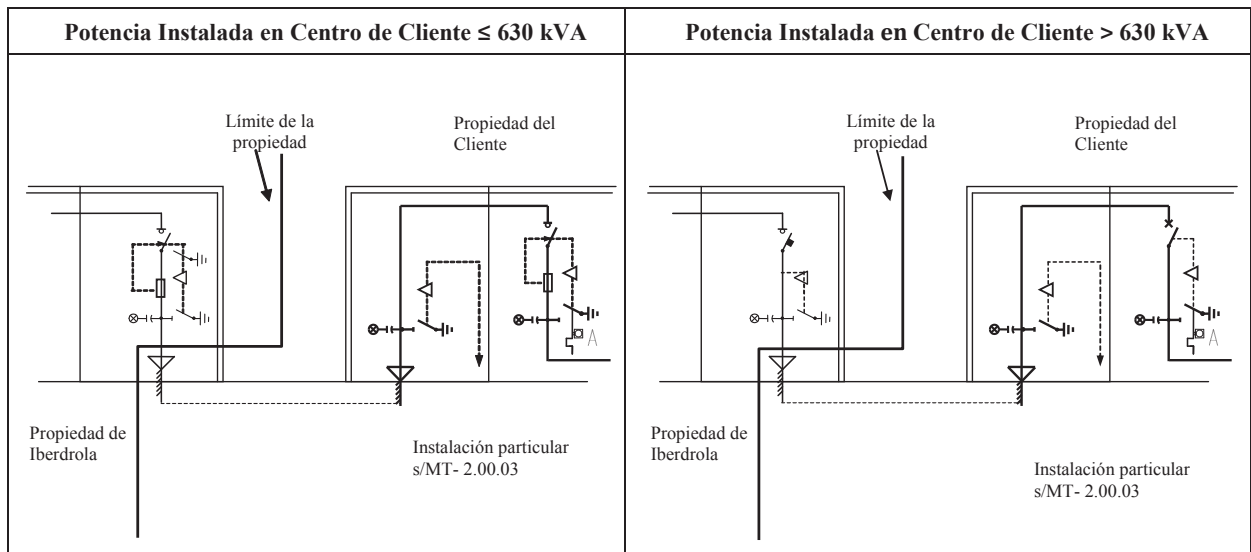 Potencia Instalada en Centro de Cliente ≤ 630 kVA
Límite de la
propiedad
Propiedad del
Cliente
A
Propiedad de
Iberdrola
Instalación particular
s/MT- 2.00.03
Potencia Instalada en Centro de Cliente > 630 kVA
Límite de la
propiedad
Propiedad del
Cliente
A
Propiedad de
Iberdrola
Instalación particular
s/MT- 2.00.03